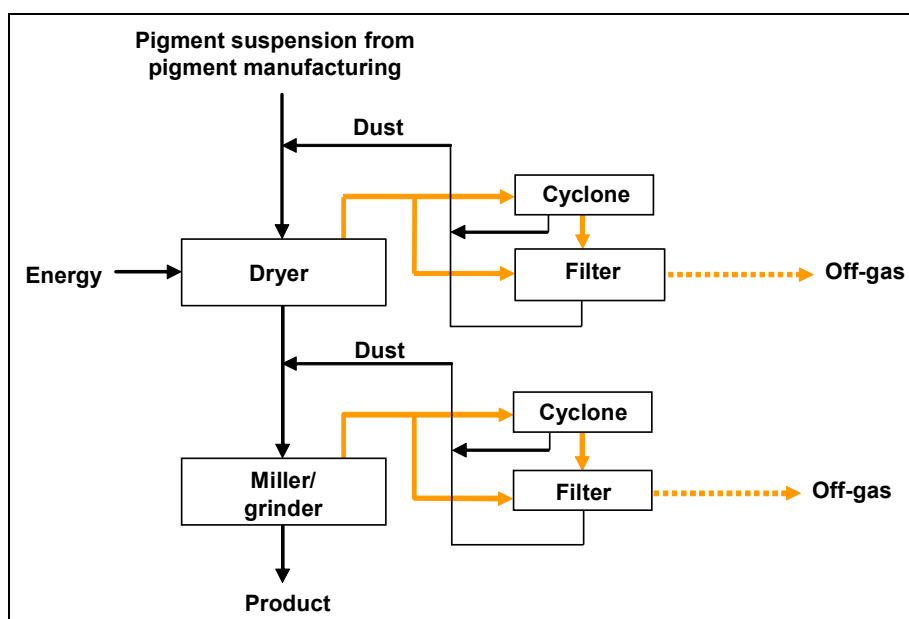 Pigment suspension from
pigment manufacturing
Dust
Cyclone
Energy
Dryer
Filter
Off-gas
Dust
Cyclone
Miller/
grinder
Filter
Off-gas
Product